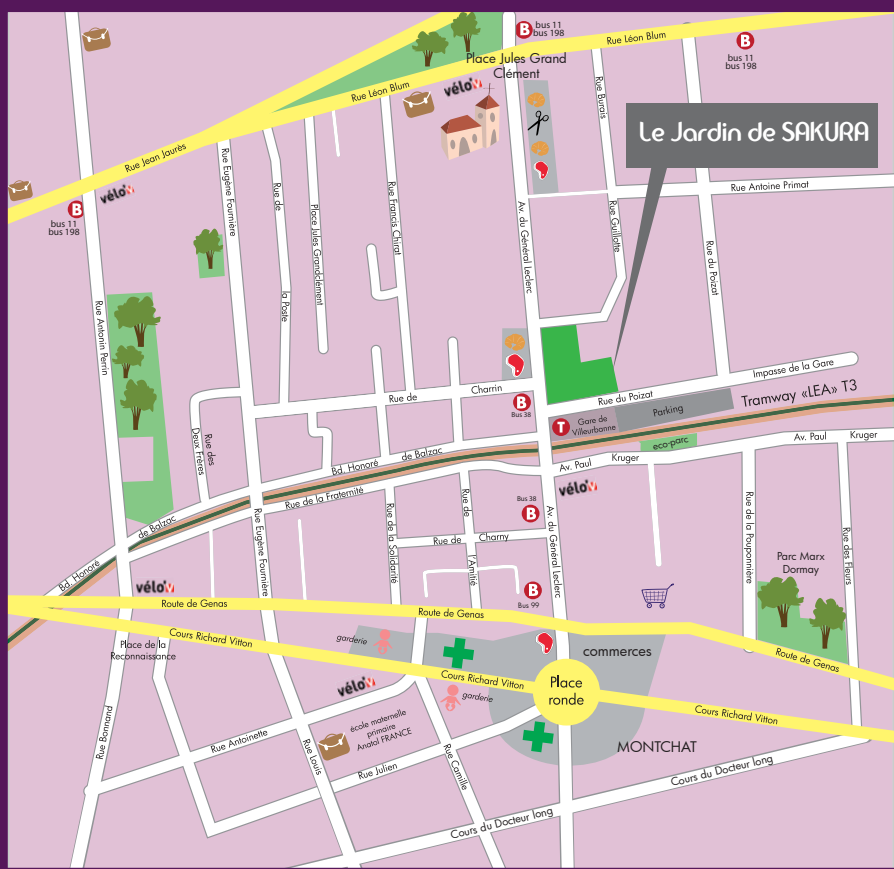 B bus 11
bus 198
Rue Léon Blum
B
bus 11
bus 198
Place Jules Grand
Clément
vélo'v
Rue Léon Blum
Rue Burais
Le Jardin de SAKURA
Rue Jean Jaurès
vélo'v
B
bus 11
bus 198
Rue Eugène Fournière
Rue de
la Poste
Place Jules Grandclément
Rue Francis Chirat
Av. du Général Leclerc
Rue Guillotte
Rue Antoine Primat
Rue du Poizat
Rue Antonin Perrin
Impasse de la Gare
Rue de
Charrin
B
Bus 38
Rue du Poizat
Tramway «LEA» T3
T
Gare de
Villeurbanne
Parking
eco-parc
Rue des
Deux Frères
Bd. Honoré
de Balzac
Av. Paul
Kruger
Av. Paul
Kruger
vélo'v
Rue de la Fraternité
Bus 38
B
Rue de la Solidarité
Rue de
l'Amitié
Rue de
Charny
Av. du Général Leclerc
Rue Eugène Fournière
Bd. Honoré
de Balzac
Rue de la Pouponnière
Rue des Fleurs
Parc Marx
Dormoy
vélo'v
B
Bus 99
Route de Genas
Route de Genas
Route de Genas
Cours Richard Vitton
Place de la
Reconnaissance
garderie
commerces
Cours Richard Vitton
Place
ronde
garderie
Cours Richard Vitton
vélo'v
école maternelle
primaire
Anatol FRANCE
MONTCHAT
Rue Bonnand
Rue Antoinette
Rue Louis
Rue Julien
Rue Camille
Cours du Docteur long
Cours du Docteur long